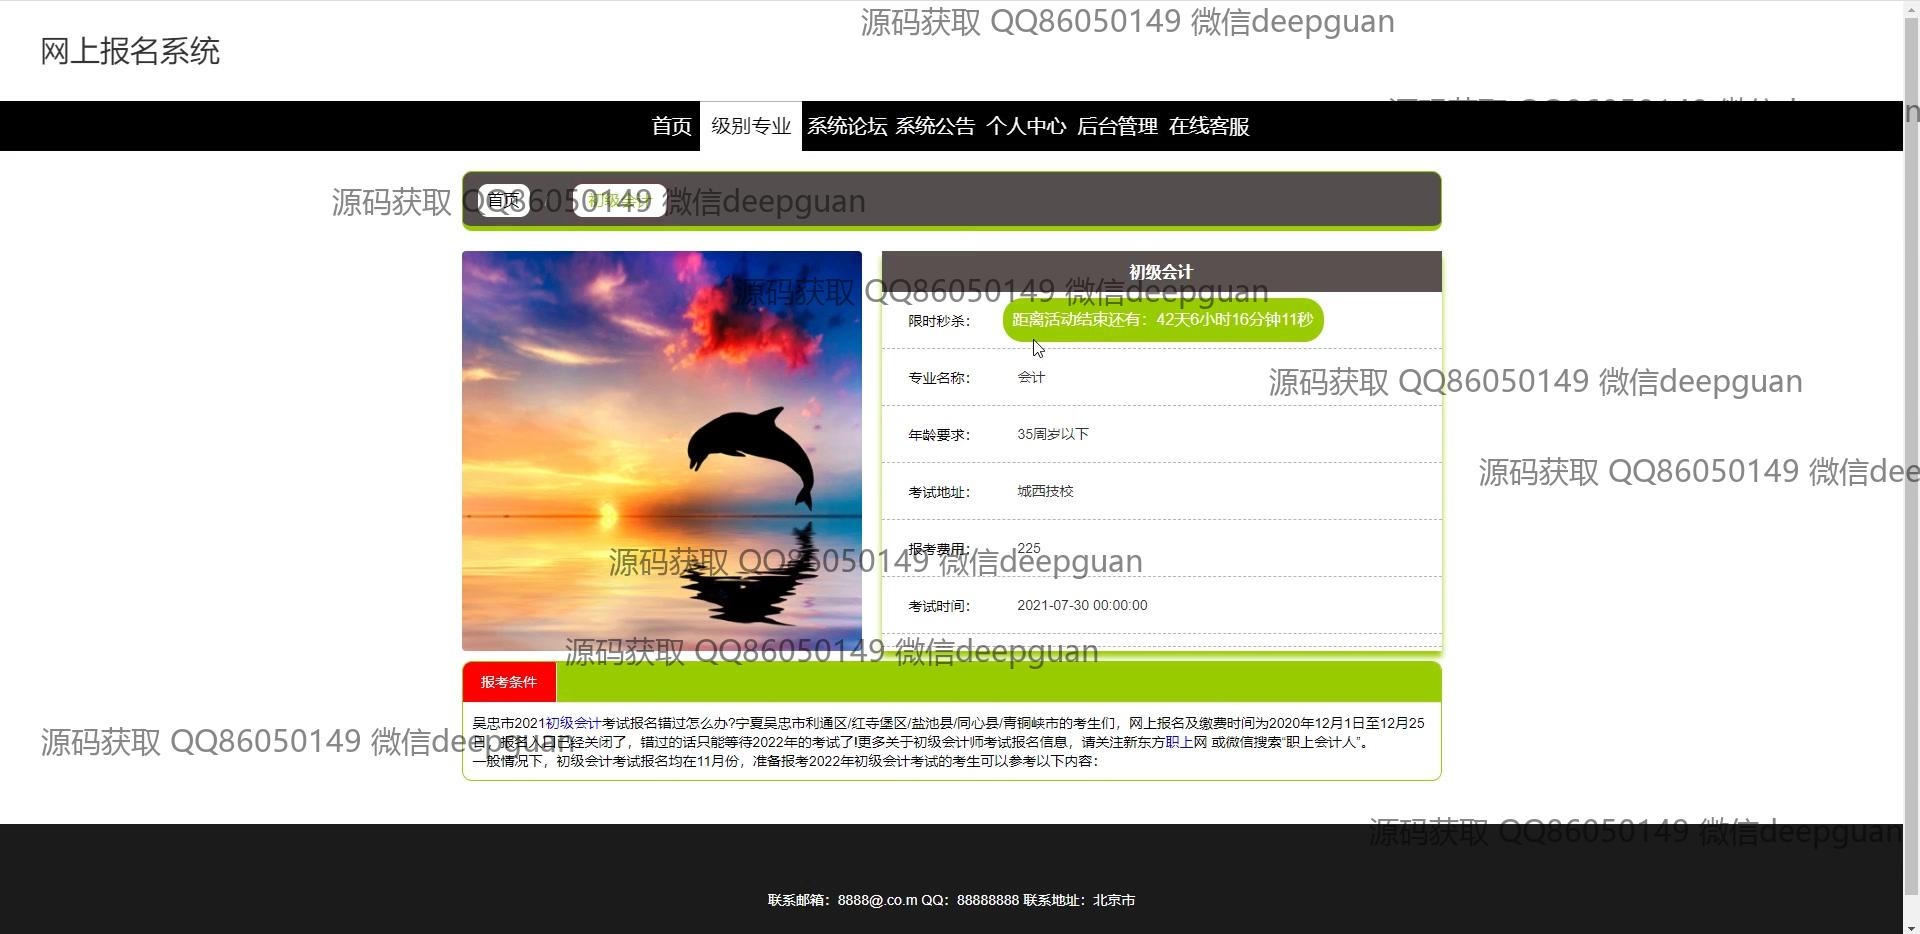 源码获取 QQ86050149 微信deepguan
网上报名系统
首页 级别专业 系统论坛 系统公告 个人中心 后台管理 在线客服
源码获取 QQ86050149 微信deepguan
首页 初级会计
初级会计
源码获取 QQ86050149 微信deepguan
限时秒杀： 距离活动结束还有：42天6小时16分钟11秒
专业名称： 会计
源码获取 QQ86050149 微信deepguan
年龄要求： 35周岁以下
源码获取 QQ86050149 微信dee
考试地址： 城西技校
报考费用： 225
源码获取 QQ86050149 微信deepguan
考试时间： 2021-07-30 00:00:00
源码获取 QQ86050149 微信deepguan
报考条件
吴忠市2021初级会计考试报名错过怎么办?宁夏吴忠市利通区/红寺堡区/盐池县/同心县/青铜峡市的考生们，网上报名及缴费时间为2020年12月1日至12月25
日，报名入口已经关闭了，错过的话只能等待2022年的考试了!更多关于初级会计师考试报名信息，请关注新东方职上网 或微信搜索“职上会计人”。
源码获取 QQ86050149 微信deepguan
一般情况下，初级会计考试报名均在11月份，准备报考2022年初级会计考试的考生可以参考以下内容：
源码获取 QQ86050149 微信deepguan
联系邮箱：8888@.co.m QQ：88888888 联系地址：北京市